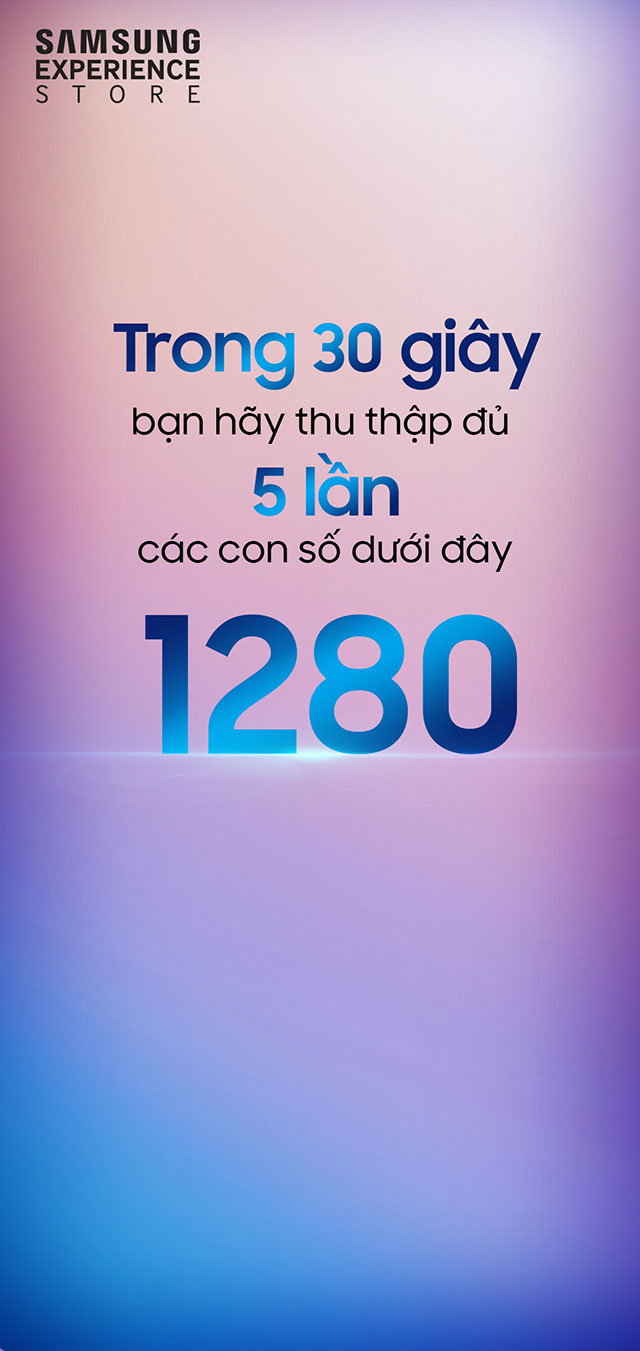 SAMSUNG
EXPERIENCE
STORE
Trong 30 giây
bạn hãy thu thập đủ
5 lần
các con số dưới đây
1280